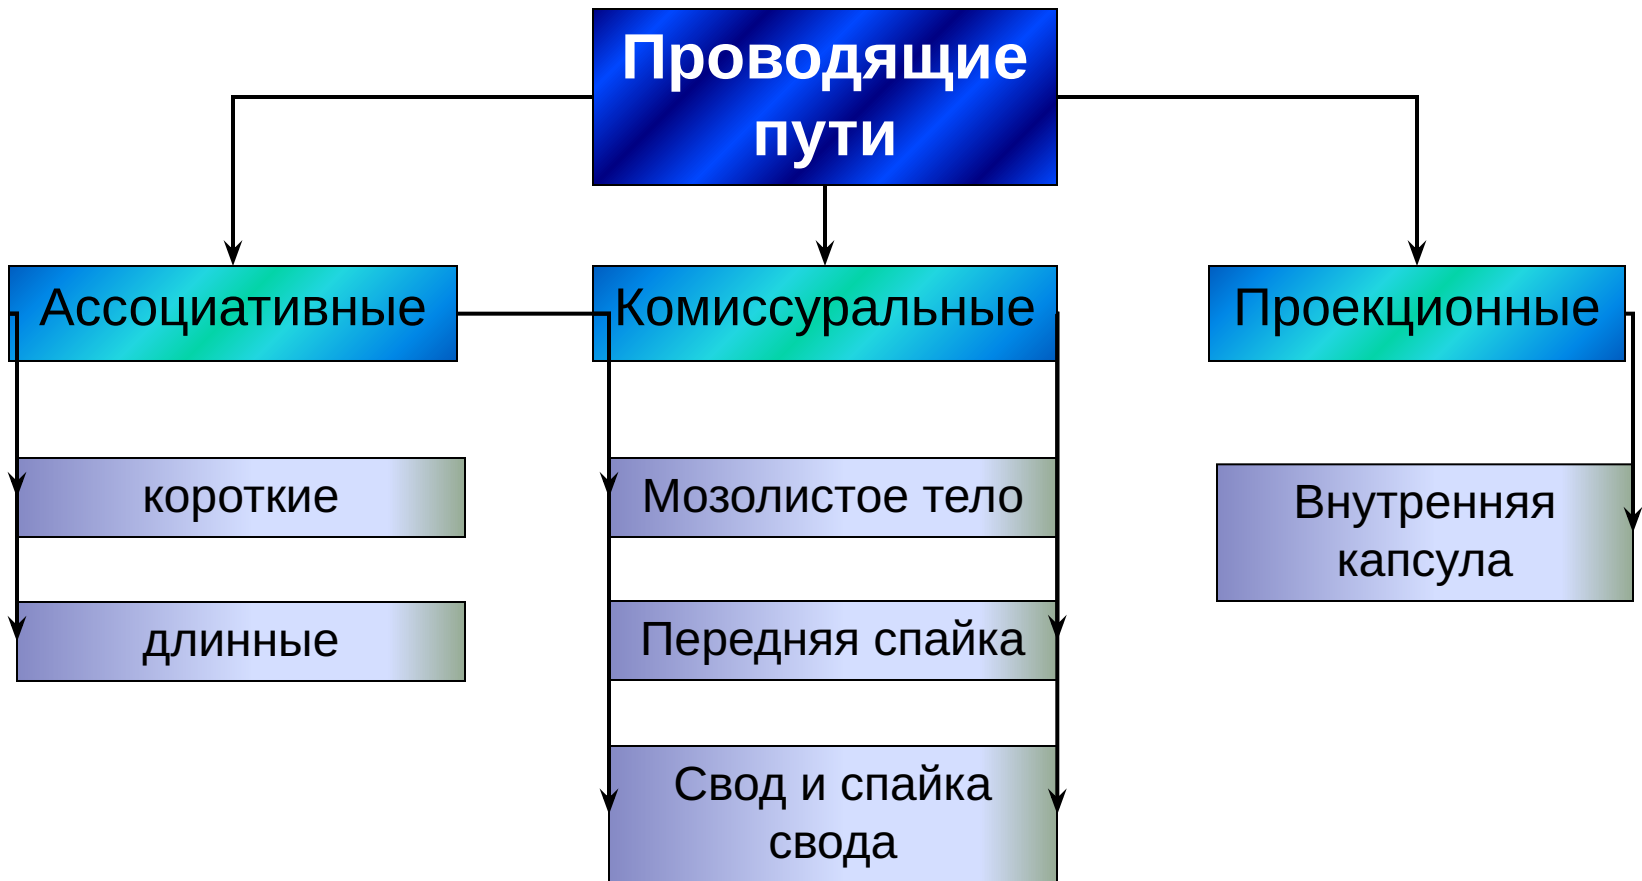 Проводящие
пути
Ассоциативные
Комиссуральные
Проекционные
короткие
Мозолистое тело
Внутренняя
капсула
длинные
Передняя спайка
Свод и спайка
свода